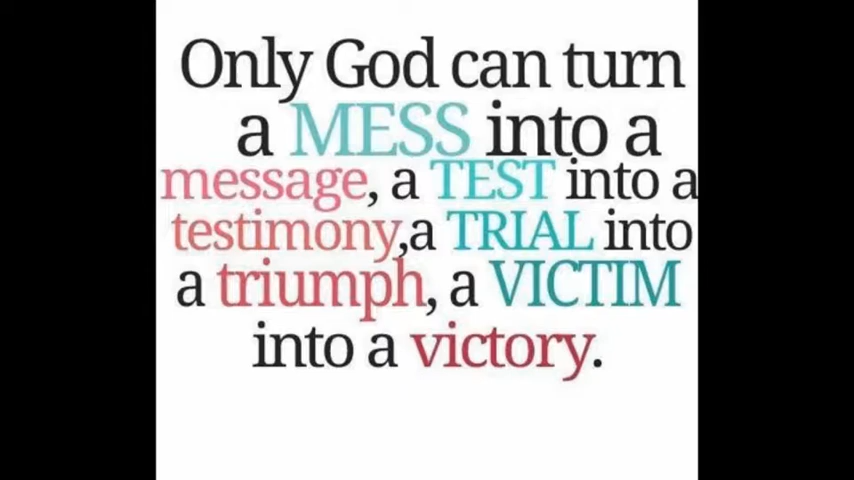 Only God can turn
a MESS into a
message, a TEST into a
testimony,a TRIAL into
a triumph, a VICTIM
into a victory.